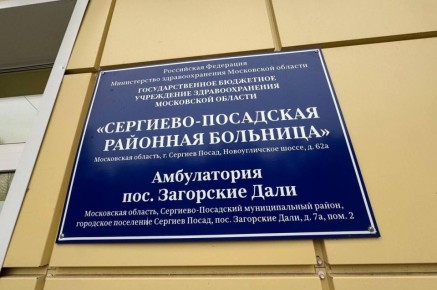 Российская Федерация
Министерство здравоохранения Московской области
ГОСУДАРСТВЕННОЕ БЮДЖЕТНОЕ
УЧРЕЖДЕНИЕ ЗДРАВООХРАНЕНИЯ
МОСКОВСКОЙ ОБЛАСТИ
«СЕРГИЕВО-ПОСАДСКАЯ
РАЙОННАЯ БОЛЬНИЦА»
Московская область, г. Сергиев Посад, Новоугличское шоссе, д. 62а
Амбулатория
пос. Загорские Дали
Московская область, Сергиево-Посадский муниципальный район,
городское поселение Сергиев Посад, пос. Загорские Дали, д. 7а, пом. 2